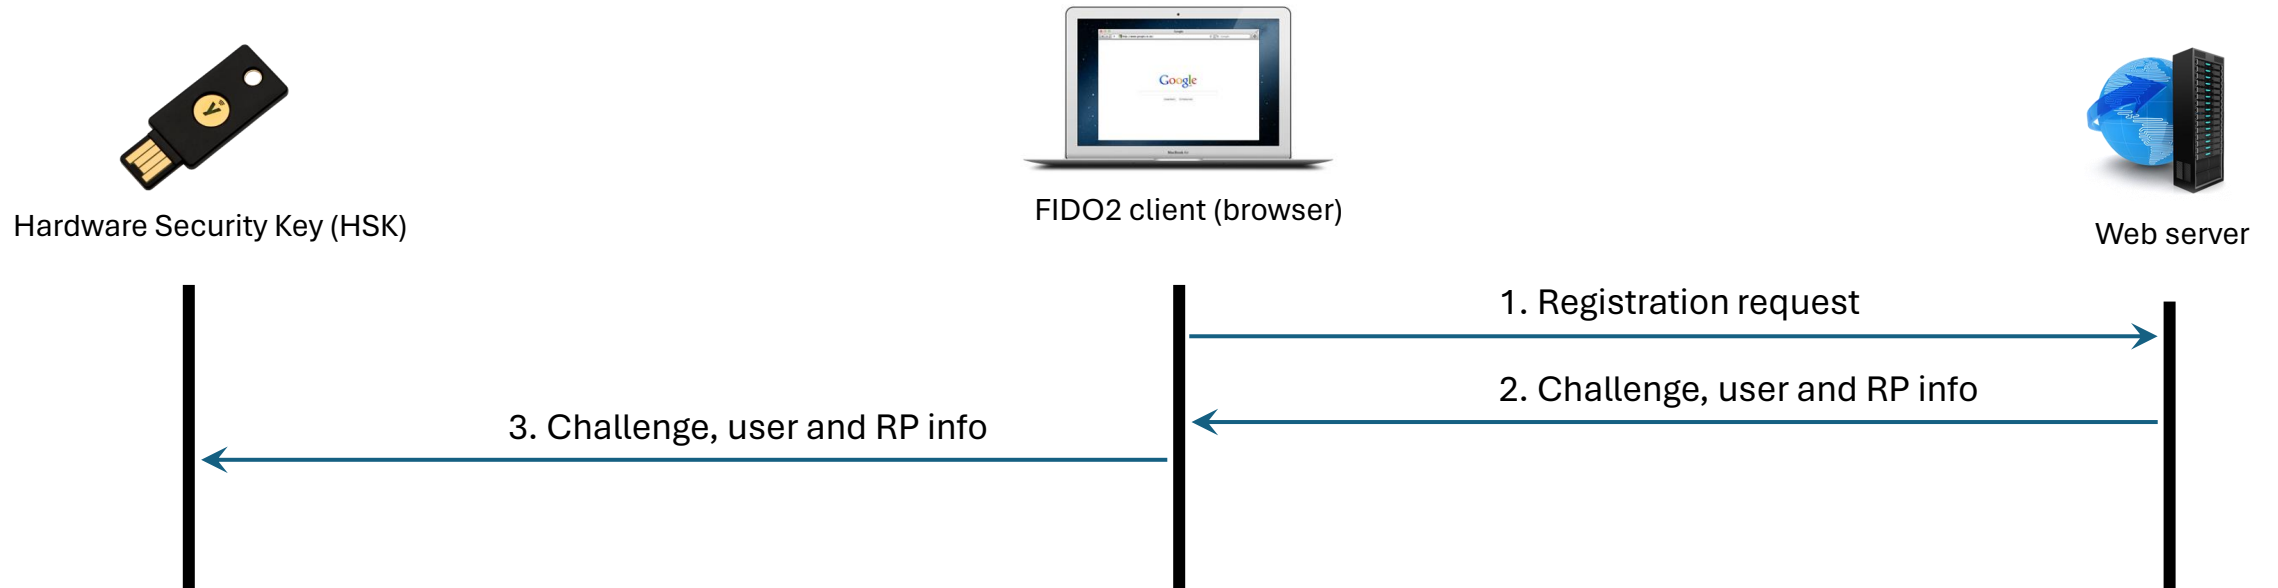 Google
Hardware Security Key (HSK)
FIDO2 client (browser)
Web server
1. Registration request
2. Challenge, user and RP info
3. Challenge, user and RP info